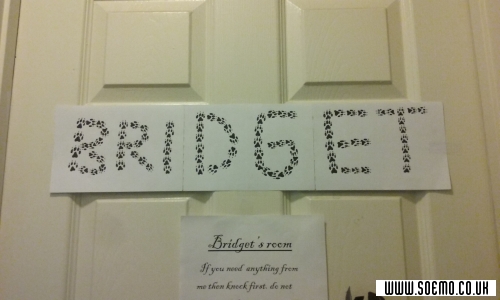 BRIDGET
Bridget's room
If you need anything from
me then knock first. do not
www.soemo.co.uk